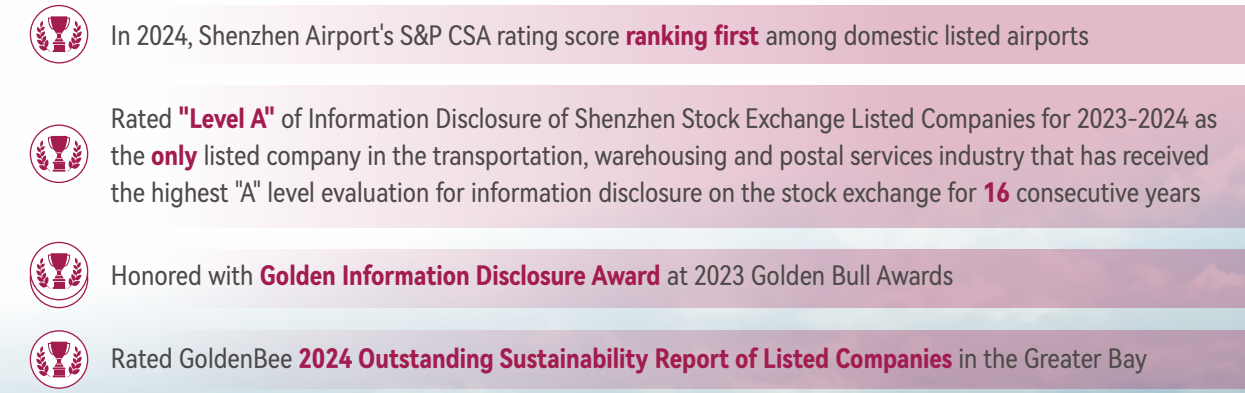 In 2024, Shenzhen Airport's S&P CSA rating score ranking first among domestic listed airports
Rated "Level A" of Information Disclosure of Shenzhen Stock Exchange Listed Companies for 2023-2024 as
the only listed company in the transportation, warehousing and postal services industry that has received
the highest "A" level evaluation for information disclosure on the stock exchange for 16 consecutive years
Honored with Golden Information Disclosure Award at 2023 Golden Bull Awards
Rated GoldenBee 2024 Outstanding Sustainability Report of Listed Companies in the Greater Bay